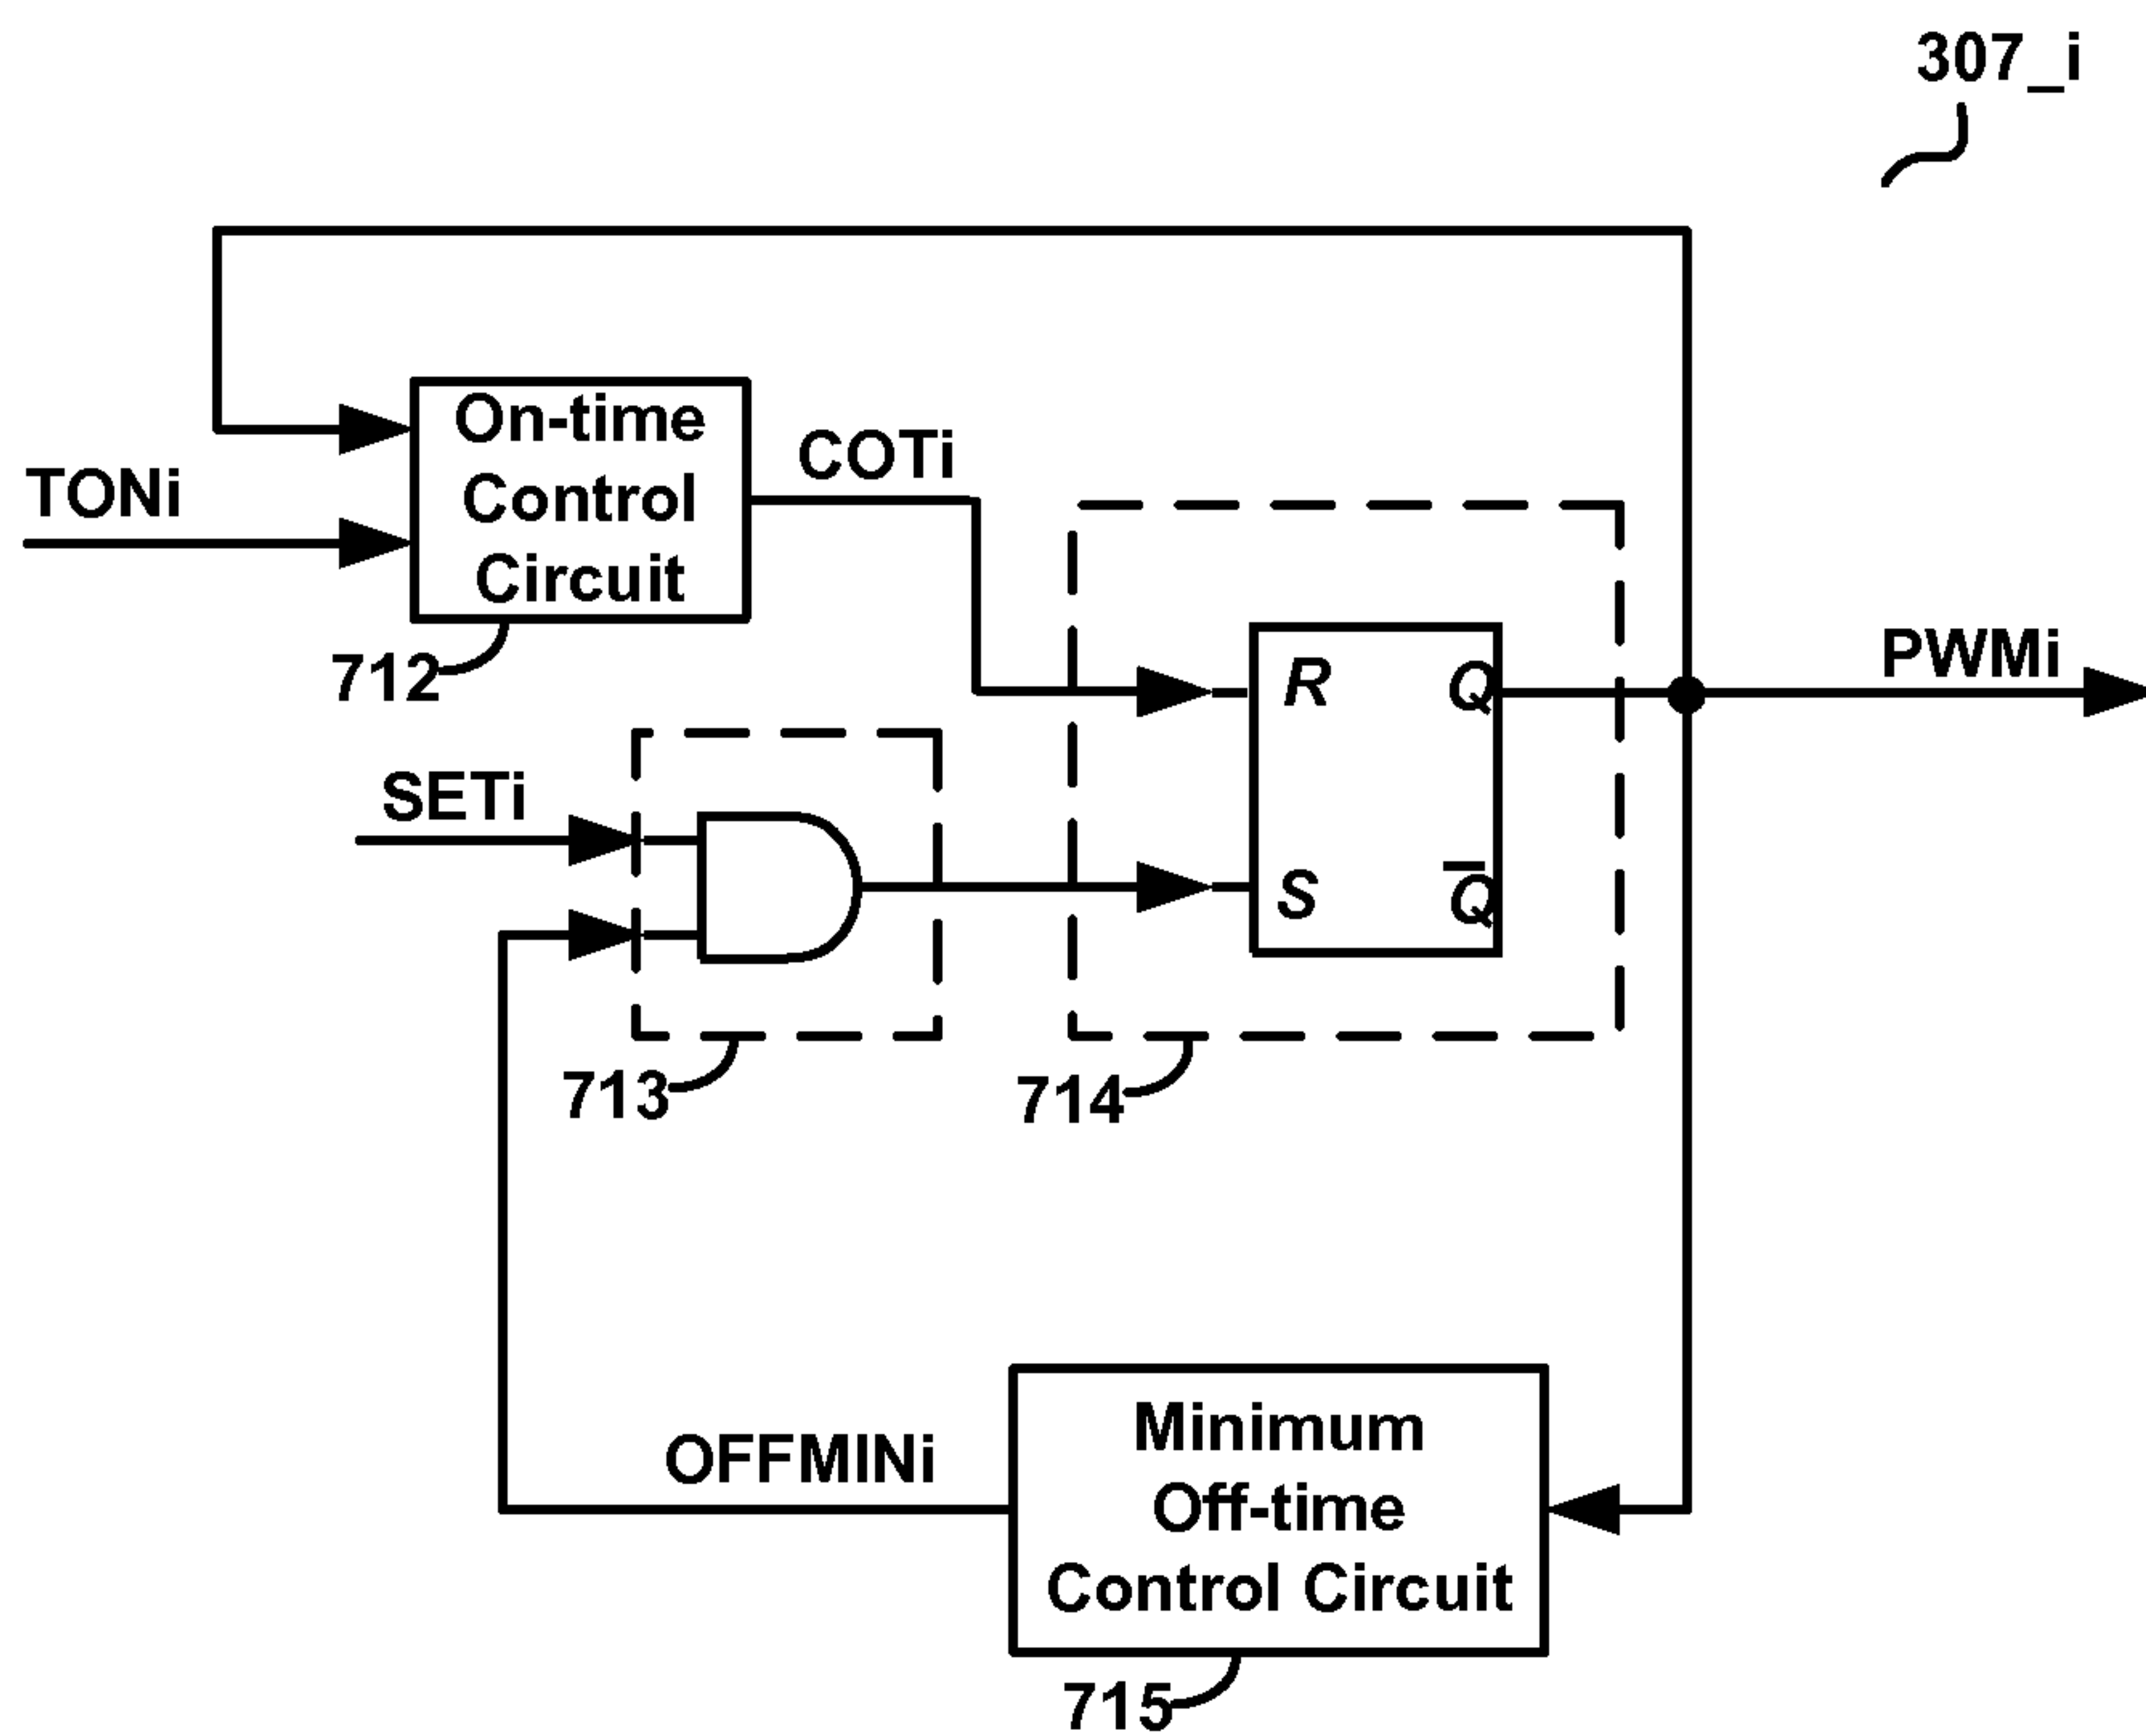 307_i
On-time
Control
Circuit
TONi
COTi
712
PWMi
R
Q
SETi
S
Q̅
713
714
OFFMINi
Minimum
Off-time
Control Circuit
715